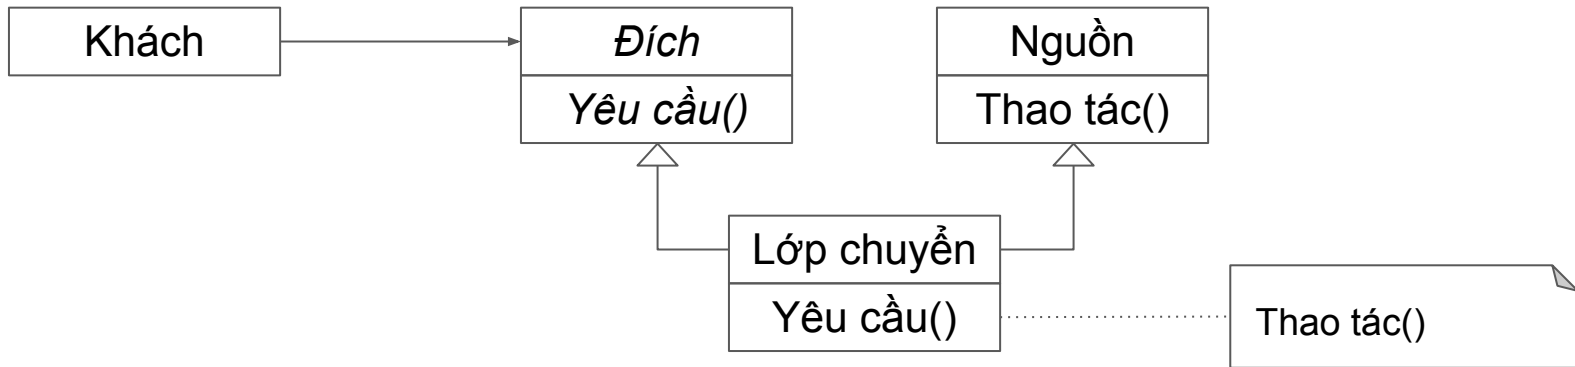 Khách
Đích
Yêu cầu()
Nguồn
Thao tác()
Lớp chuyển
Yêu cầu()
Thao tác()